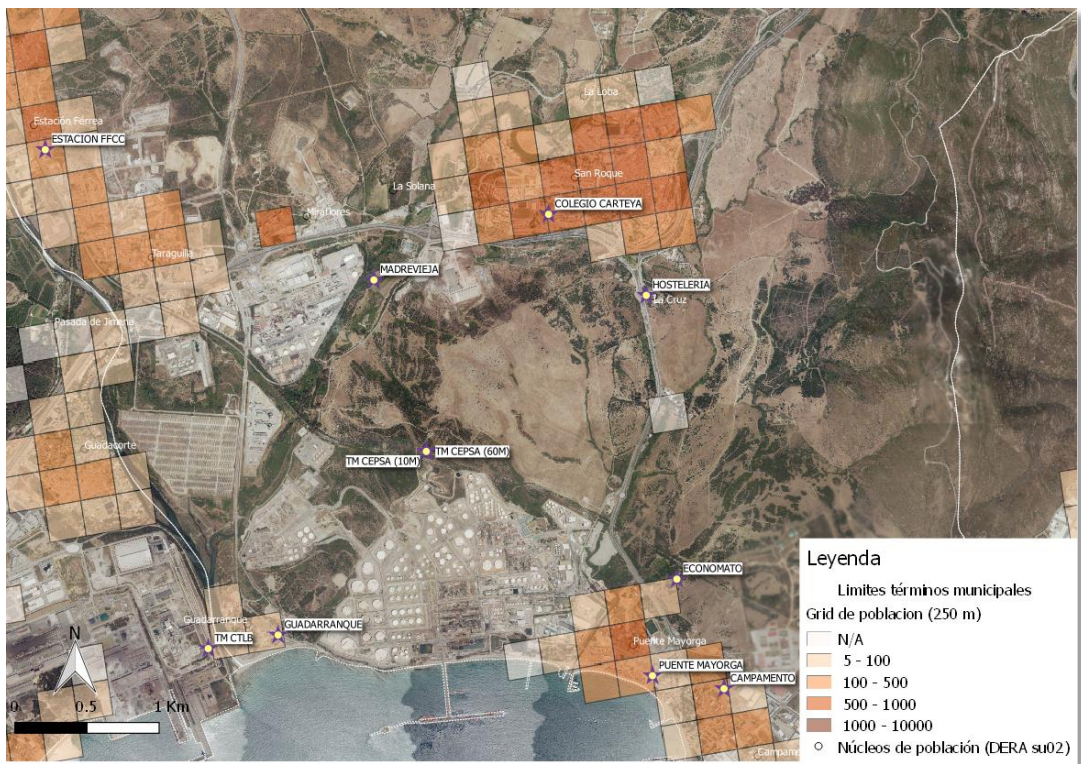 La Loba
Estación Férrea
ESTACION FFCC
San Roque
La Solana
COLEGIO CARTEYA
Miraflores
Taraguilla
MADREVIEJA
HOSTELERIA
La Cruz
Pasada de Jimena
Guadacorte
TM CEPSA (60M)
TM CEPSA (10M)
ECONOMATO
Guadarranque
GUADARRANQUE
TM CTLB
Puente Mayorga
PUENTE MAYORGA
CAMPAMENTO
Campame
N
0 0.5 1 Km
Leyenda
Limites términos municipales
Grid de poblacion (250 m)
N/A
5 - 100
100 - 500
500 - 1000
1000 - 10000
Núcleos de población (DERA su02)